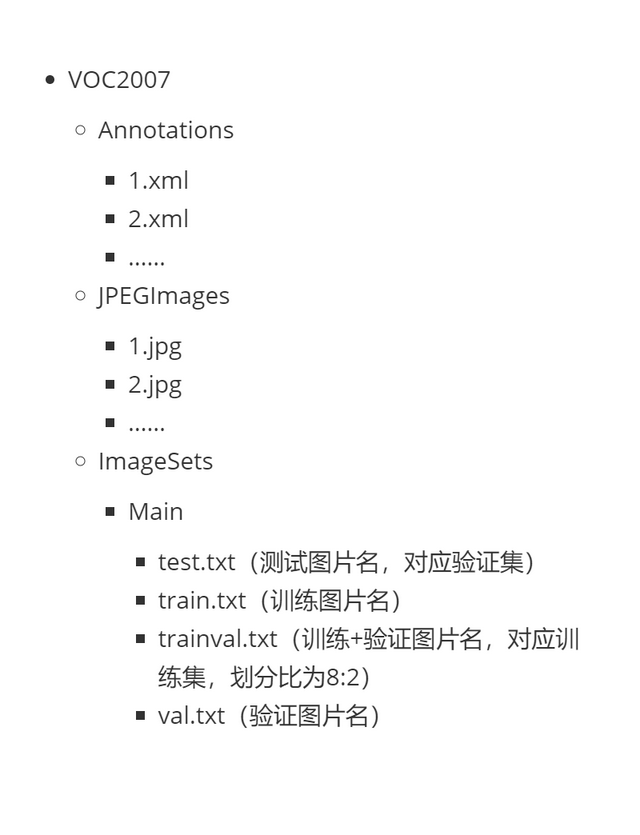 VOC2007
Annotations
1.xml
2.xml
……
JPEGImages
1.jpg
2.jpg
……
ImageSets
Main
test.txt（测试图片名，对应验证集）
train.txt（训练图片名）
trainval.txt（训练+验证图片名，对应训
练集，划分比为8:2）
val.txt（验证图片名）